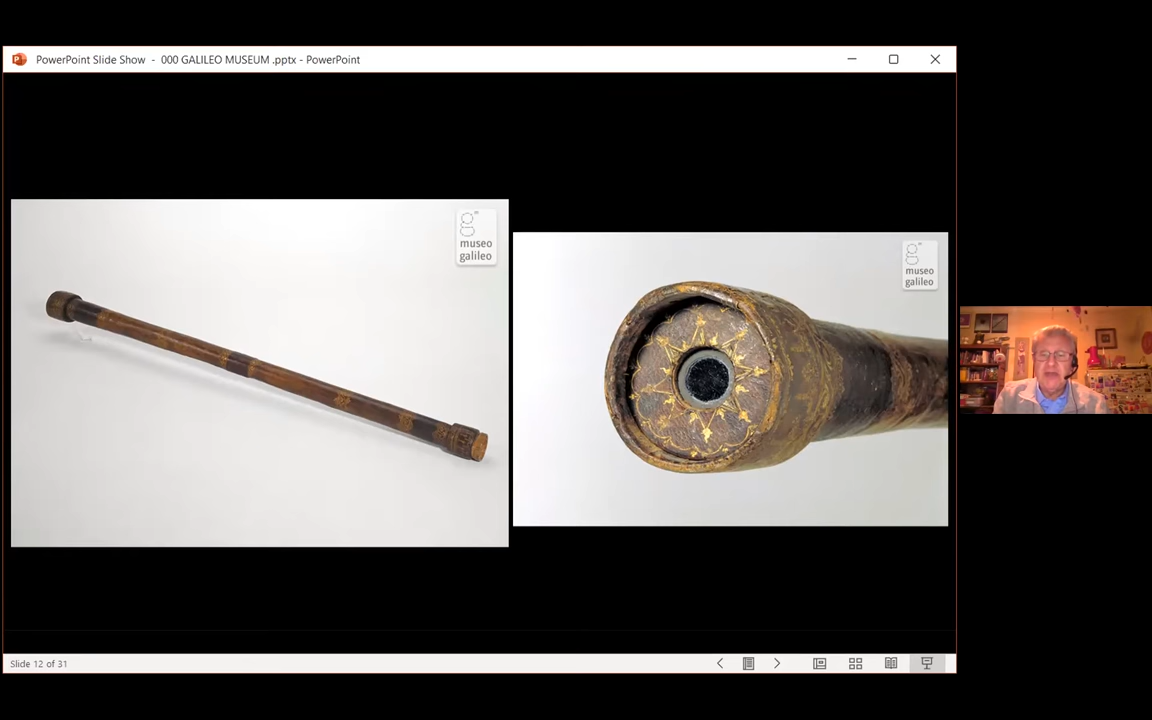 PowerPoint Slide Show - 000 GALILEO MUSEUM .pptx - PowerPoint
museo
galileo
museo
galileo
Slide 12 of 31